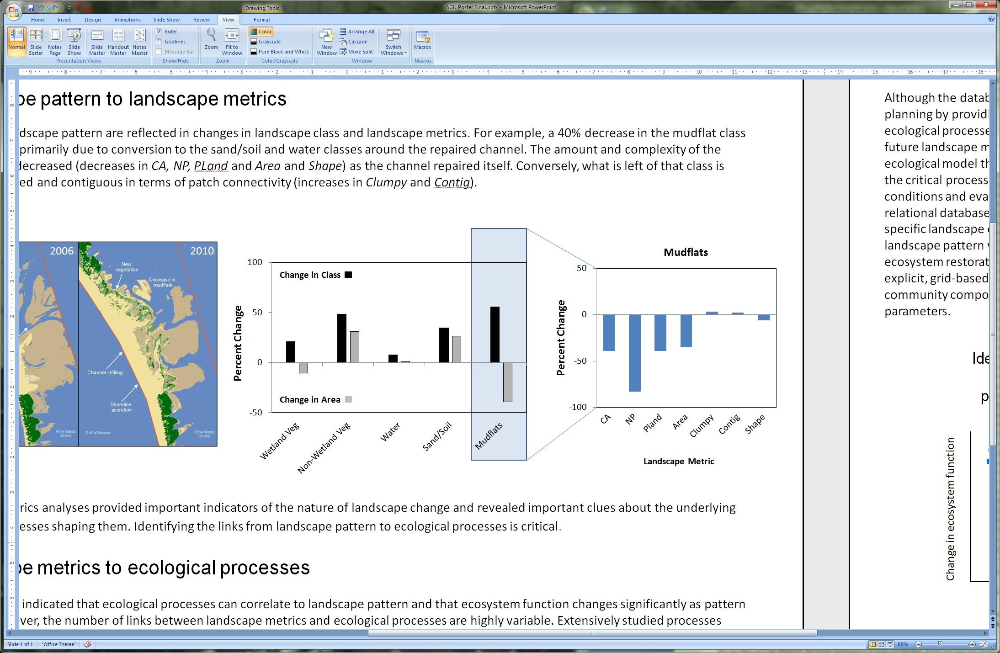 AGU Poster Final.pptx - Microsoft PowerPoint
Drawing Tools
Home Insert Design Animations Slide Show Review View Format
Normal
Slide Sorter
Notes Page
Slide Show
Slide Master
Handout Master
Notes Master
Presentation Views
Ruler
Gridlines
Message Bar
Show/Hide
Zoom
Fit to Window
Zoom
Color
Grayscale
Pure Black and White
Color/Grayscale
New Window
Arrange All
Cascade
Move Split
Switch Windows
Window
Macros
Macros
9 8 7 6 5 4 3 2 1 0 1 2 3 4 5 6 7 8 9 10 11 12 13 14 15 16 17 18
8 7 6 5 4 3 2 1 0 1 2 3 4 5 6
pe pattern to landscape metrics
dscape pattern are reflected in changes in landscape class and landscape metrics. For example, a 40% decrease in the mudflat class
primarily due to conversion to the sand/soil and water classes around the repaired channel. The amount and complexity of the
decreased (decreases in CA, NP, PLand and Area and Shape) as the channel repaired itself. Conversely, what is left of that class is
ed and contiguous in terms of patch connectivity (increases in Clumpy and Contig).
2006
2010
New
vegetation
Decrease in
mudflats
Channel infilling
Shoreline
accretion
Pine Island
Sound
Gulf of Mexico
Pine Island
Sound
Percent Change
100
50
0
-50
Change in Class
Change in Area
Wetland Veg
Non-Wetland Veg
Water
Sand/Soil
Mudflats
Mudflats
Percent Change
50
0
-50
-100
CA
NP
Pland
Area
Clumpy
Contig
Shape
Landscape Metric
rics analyses provided important indicators of the nature of landscape change and revealed important clues about the underlying
esses shaping them. Identifying the links from landscape pattern to ecological processes is critical.
pe metrics to ecological processes
indicated that ecological processes can correlate to landscape pattern and that ecosystem function changes significantly as pattern
ver, the number of links between landscape metrics and ecological processes are highly variable. Extensively studied processes
Although the datab
planning by providi
ecological processe
future landscape m
ecological model th
the critical process
conditions and eva
relational database
specific landscape
landscape pattern
ecosystem restorat
explicit, grid-based
community compo
parameters.
Ide
p
Change in ecosystem function
Slide 1 of 1 "Office Theme"
80%